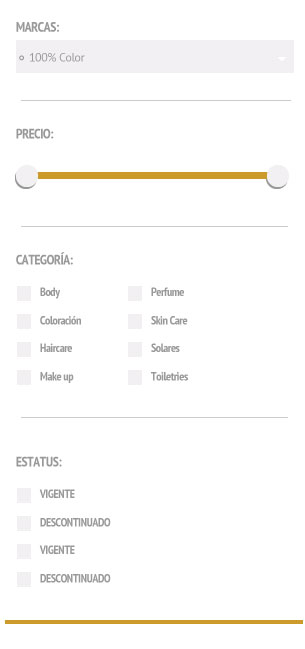 MARCAS:
100% Color
PRECIO:
CATEGORÍA:
Body Perfume
Coloración Skin Care
Haircare Solares
Make up Toiletries
ESTATUS:
VIGENTE
DESCONTINUADO
VIGENTE
DESCONTINUADO